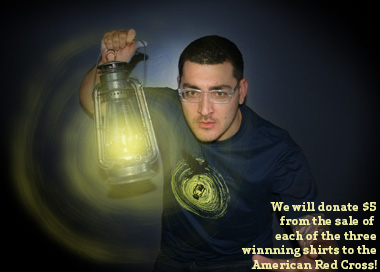 We will donate $5
from the sale of
each of the three
winnning shirts to the
American Red Cross!